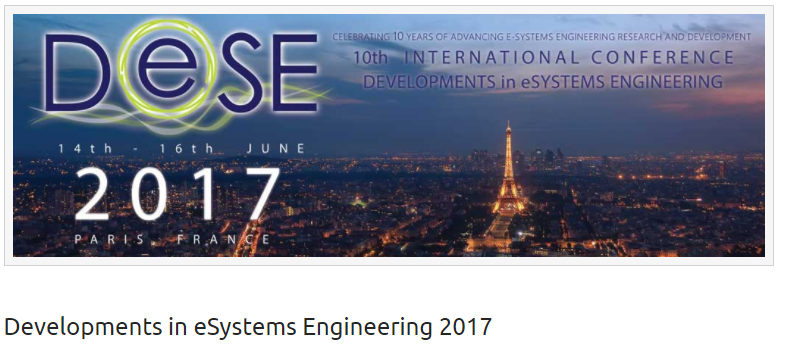 DeSE
CELEBRATING 10 YEARS OF ADVANCING E-SYSTEMS ENGINEERING RESEARCH AND DEVELOPMENT
10th INTERNATIONAL CONFERENCE
DEVELOPMENTS in eSYSTEMS ENGINEERING
14th - 16th JUNE
2017
PARIS, FRANCE
Developments in eSystems Engineering 2017